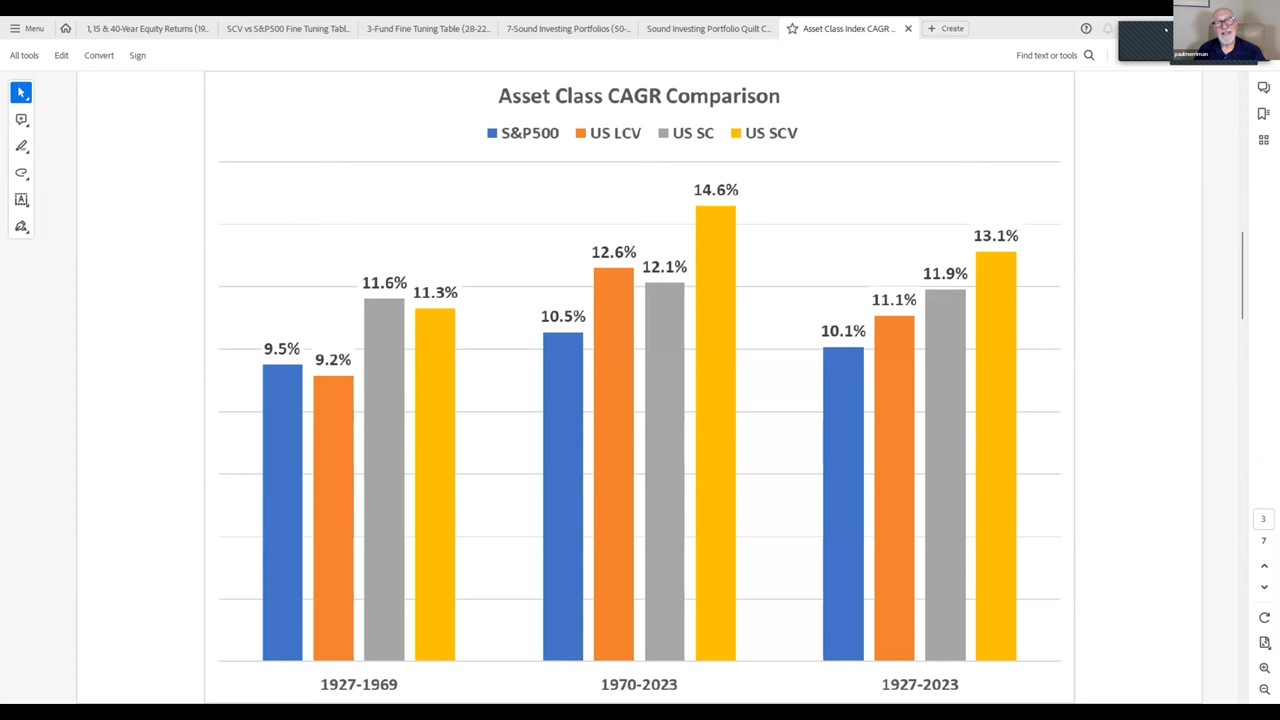 Menu
1,15 & 40-Year Equity Returns (19...
SCV vs S&P500 Fine Tuning Tabl...
3-Fund Fine Tuning Table (28-22...
7-Sound Investing Portfolios (50-...
Sound Investing Portfolio Quilt C...
Asset Class Index CAGR ...
Create
paulmerriman
All tools
Edit
Convert
Sign
Find text or tools
Asset Class CAGR Comparison
S&P500
US LCV
US SC
US SCV
14.6%
13.1%
12.6%
12.1%
11.9%
11.6%
11.3%
11.1%
10.5%
10.1%
9.5%
9.2%
3
7
1927-1969
1970-2023
1927-2023